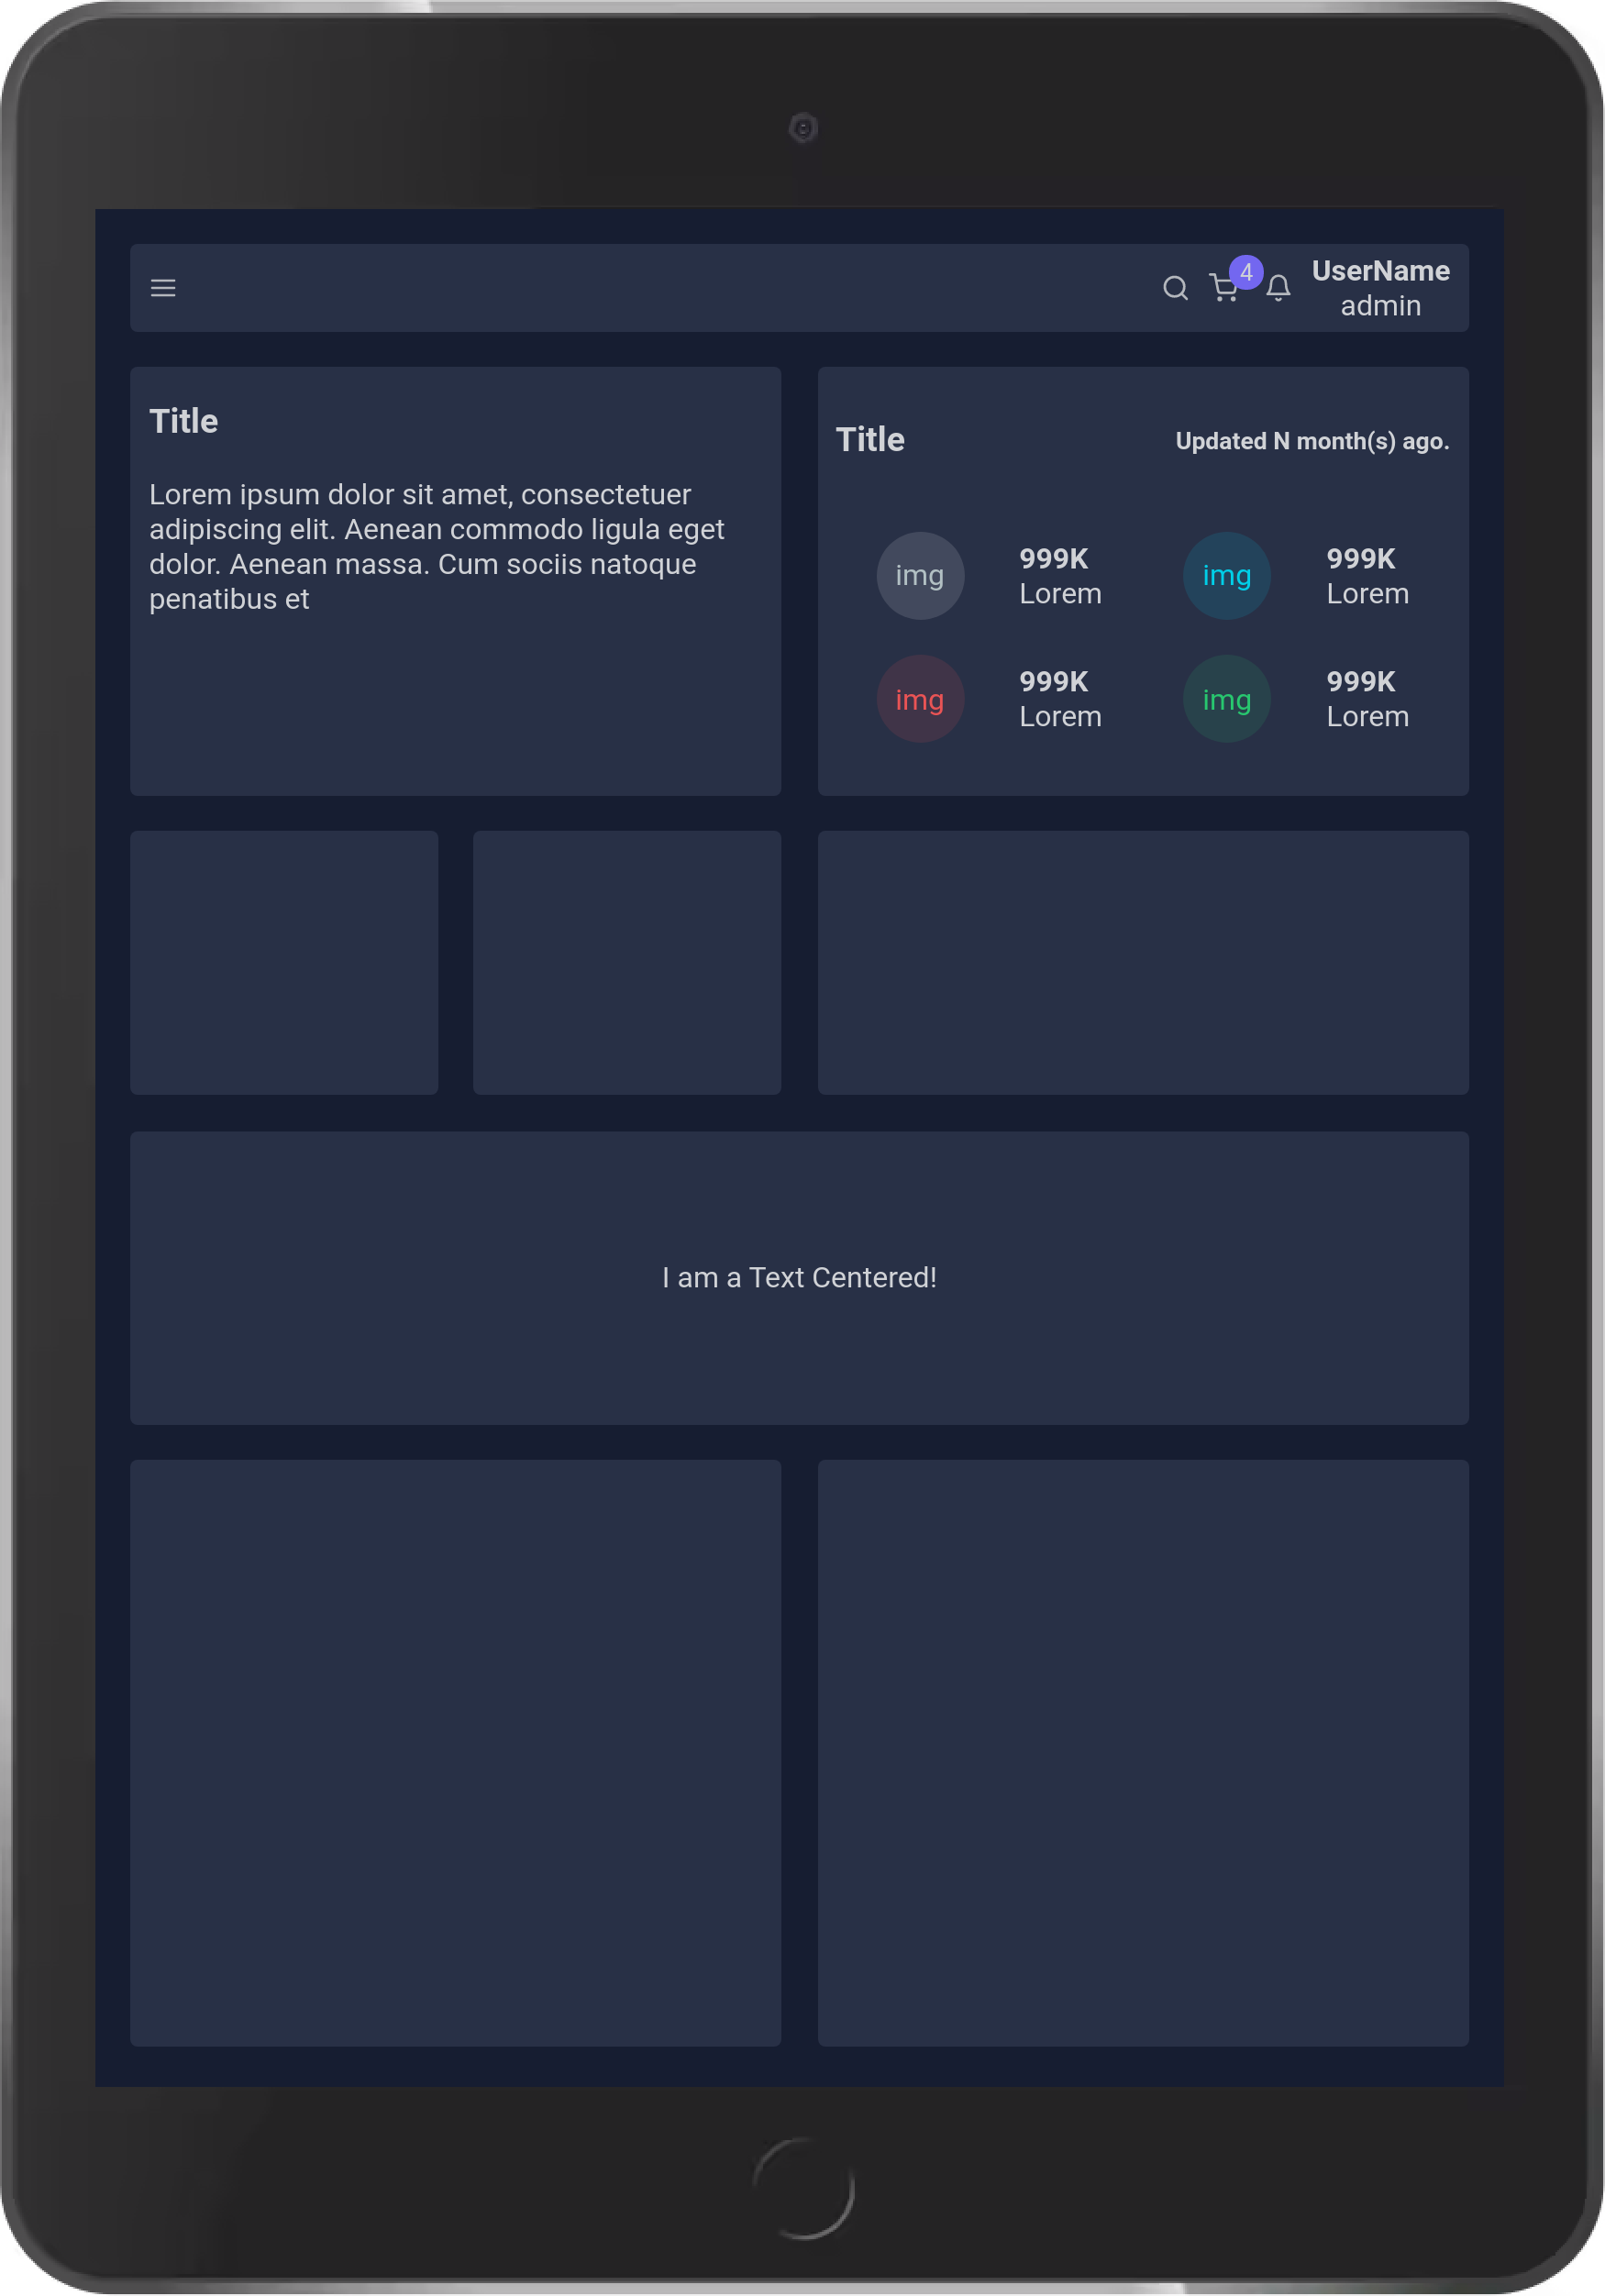 4
UserName
admin
Title
Lorem ipsum dolor sit amet, consectetuer
adipiscing elit. Aenean commodo ligula eget
dolor. Aenean massa. Cum sociis natoque
penatibus et
Title
Updated N month(s) ago.
img
999K
Lorem
img
999K
Lorem
img
999K
Lorem
img
999K
Lorem
I am a Text Centered!